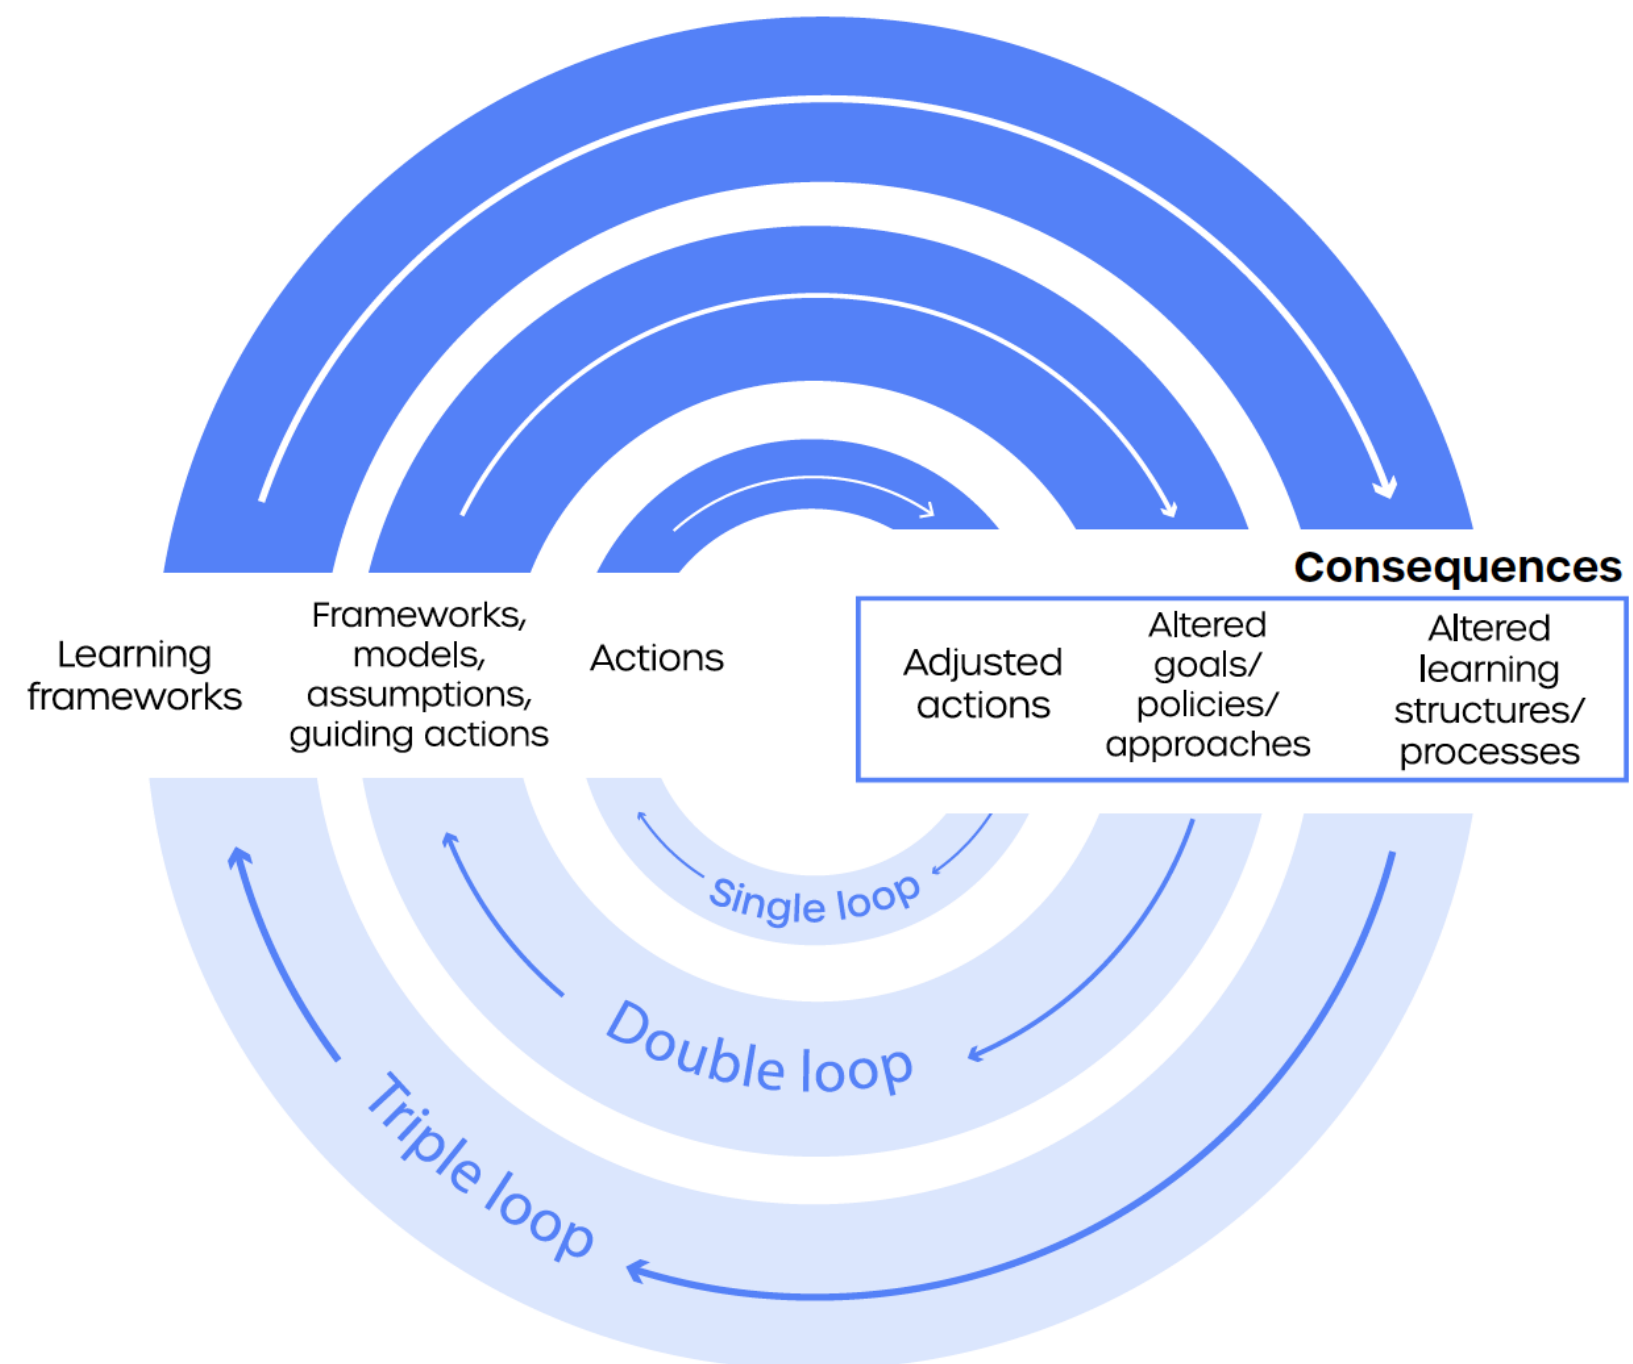 Consequences
Learning
frameworks
Frameworks,
models,
assumptions,
guiding actions
Actions
Adjusted
actions
Altered
goals/
policies/
approaches
Altered
learning
structures/
processes
Single loop
Double loop
Triple loop